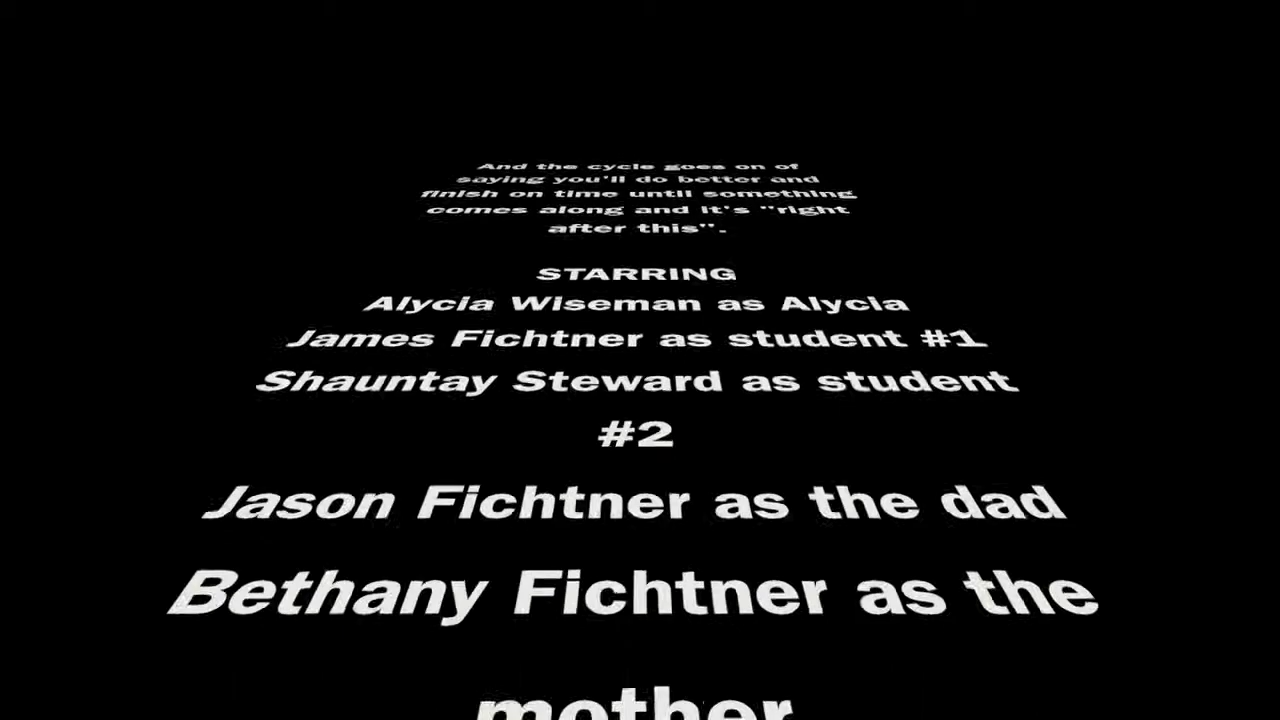 And the cycle goes on of
saying you'll do better and
finish on time until something
comes along and it's "right
after this".
STARRING
Alycia Wiseman as Alycia
James Fichtner as student #1
Shauntay Steward as student
#2
Jason Fichtner as the dad
Bethany Fichtner as the
mother